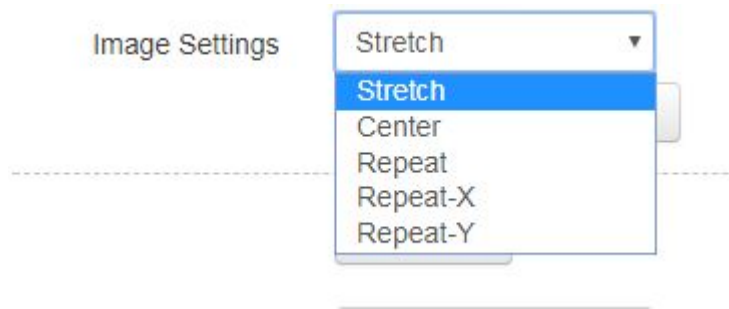 Image Settings Stretch
Stretch
Center
Repeat
Repeat-X
Repeat-Y